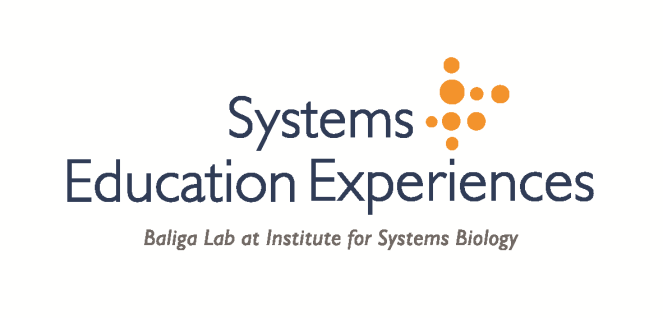 Systems
Education Experiences
Baliga Lab at Institute for Systems Biology